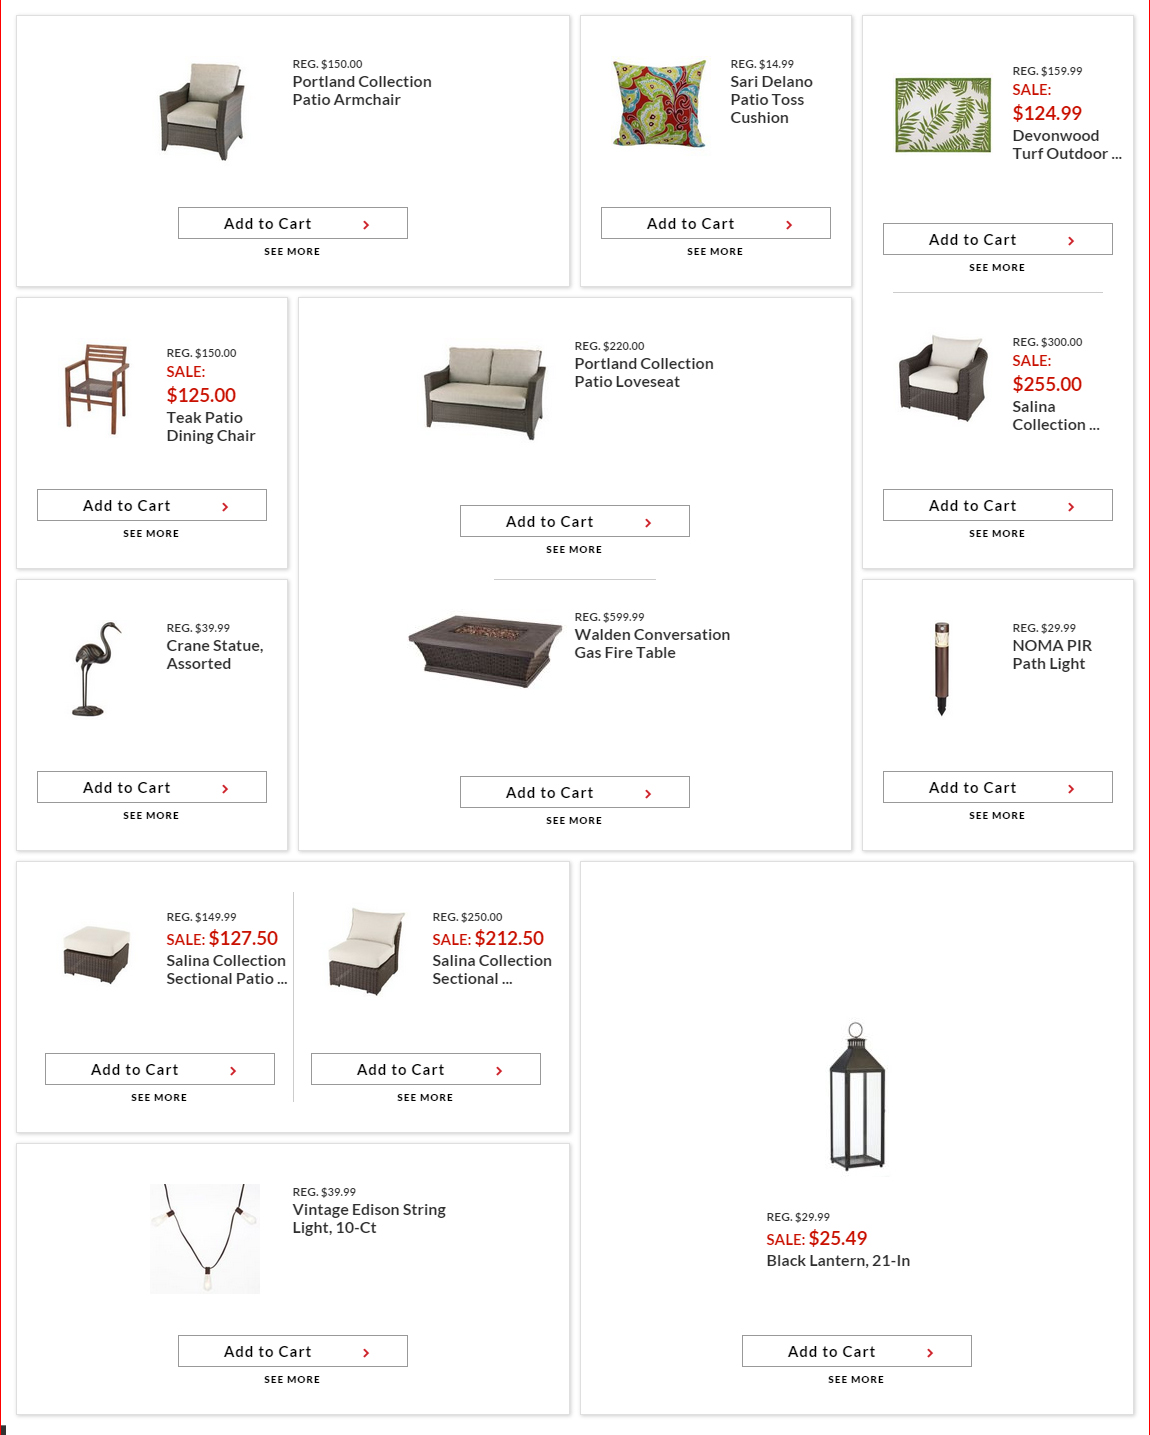 REG. $150.00
Portland Collection
Patio Armchair
Add to Cart
SEE MORE
REG. $14.99
Sari Delano
Patio Toss
Cushion
Add to Cart
SEE MORE
REG. $159.99
SALE:
$124.99
Devonwood
Turf Outdoor ...
Add to Cart
SEE MORE
REG. $300.00
SALE:
$255.00
Salina
Collection ...
Add to Cart
SEE MORE
REG. $150.00
SALE:
$125.00
Teak Patio
Dining Chair
Add to Cart
SEE MORE
REG. $220.00
Portland Collection
Patio Loveseat
Add to Cart
SEE MORE
REG. $599.99
Walden Conversation
Gas Fire Table
Add to Cart
SEE MORE
REG. $39.99
Crane Statue,
Assorted
Add to Cart
SEE MORE
REG. $29.99
NOMA PIR
Path Light
Add to Cart
SEE MORE
REG. $149.99
SALE: $127.50
Salina Collection
Sectional Patio ...
Add to Cart
SEE MORE
REG. $250.00
SALE: $212.50
Salina Collection
Sectional ...
Add to Cart
SEE MORE
REG. $29.99
SALE: $25.49
Black Lantern, 21-In
Add to Cart
SEE MORE
REG. $39.99
Vintage Edison String
Light, 10-Ct
Add to Cart
SEE MORE